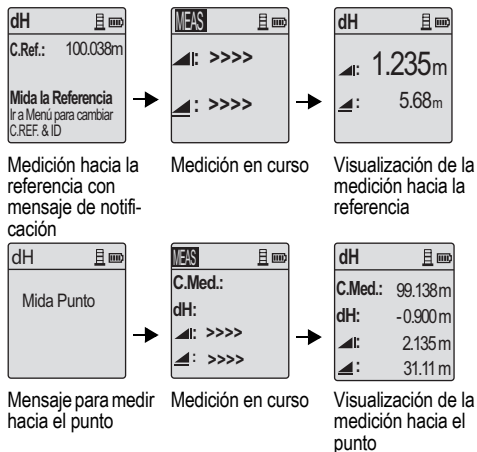 dH
C.Ref.: 100.038m
Mida la Referencia
Ir a Menú para cambiar
C.REF. & ID
MEAS
: >>>>
: >>>>
dH
: 1.235m
: 5.68m
Medición hacia la
referencia con
mensaje de notifi-
cación
Medición en curso
Visualización de la
medición hacia la
referencia
dH
Mida Punto
MEAS
C.Med.:
dH:
: >>>>
: >>>>
dH
C.Med.: 99.138m
dH: -0.900m
: 2.135m
: 31.11m
Mensaje para medir
hacia el punto
Medición en curso
Visualización de la
medición hacia el
punto